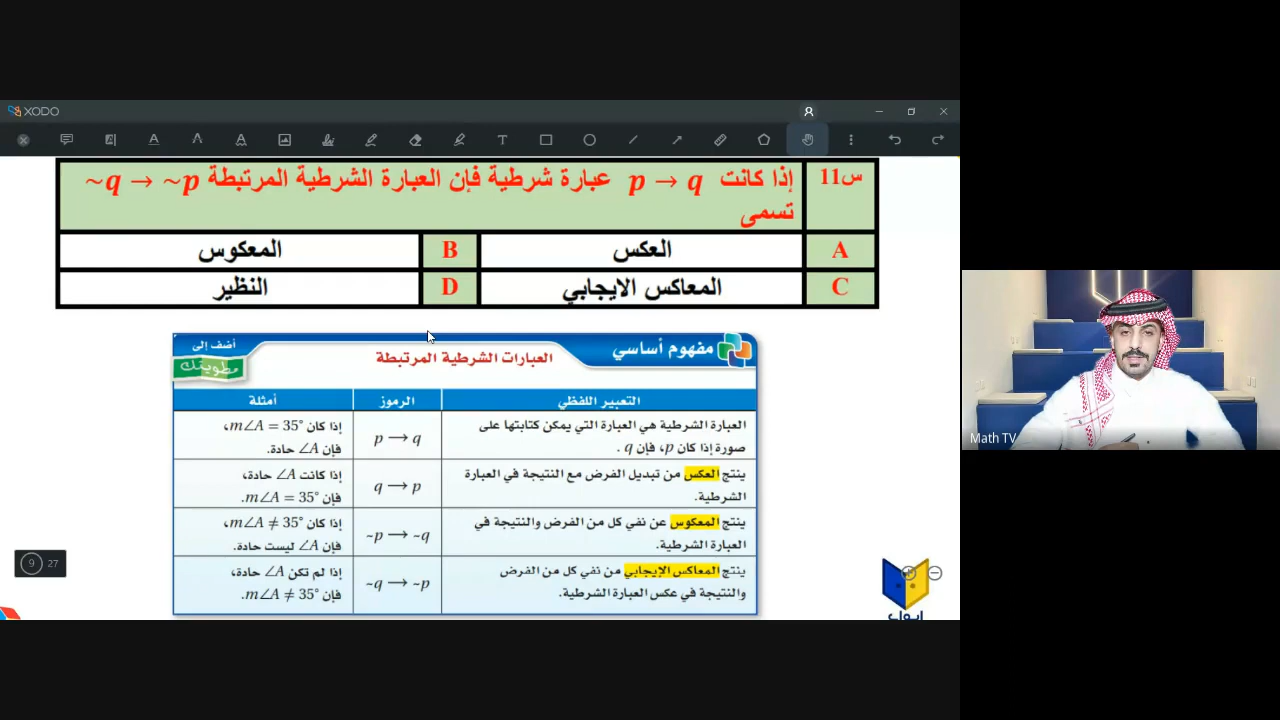 XODO
س11
إذا كانت p → q عبارة شرطية فإن العبارة الشرطية المرتبطة ~q → ~p
تسمى
A العكس B المعكوس
C المعاكس الايجابي D النظير
مفهوم أساسي
العبارات الشرطية المرتبطة
أضف إلى
مطويتك
التعبير اللفظي الرموز أمثلة
العبارة الشرطية هي العبارة التي يمكن كتابتها على
صورة إذا كان p، فإن q .
p → q
إذا كان m∠A = 35°،
فإن ∠A حادة.
ينتج العكس من تبديل الفرض مع النتيجة في العبارة
الشرطية.
q → p
إذا كانت ∠A حادة،
فإن m∠A = 35°.
ينتج المعكوس عن نفي كل من الفرض والنتيجة في
العبارة الشرطية.
~p → ~q
إذا كان m∠A ≠ 35°،
فإن ∠A ليست حادة.
ينتج المعاكس الإيجابي من نفي كل من الفرض
والنتيجة في عكس العبارة الشرطية.
~q → ~p
إذا لم تكن ∠A حادة،
فإن m∠A ≠ 35°.
9 27
Math TV